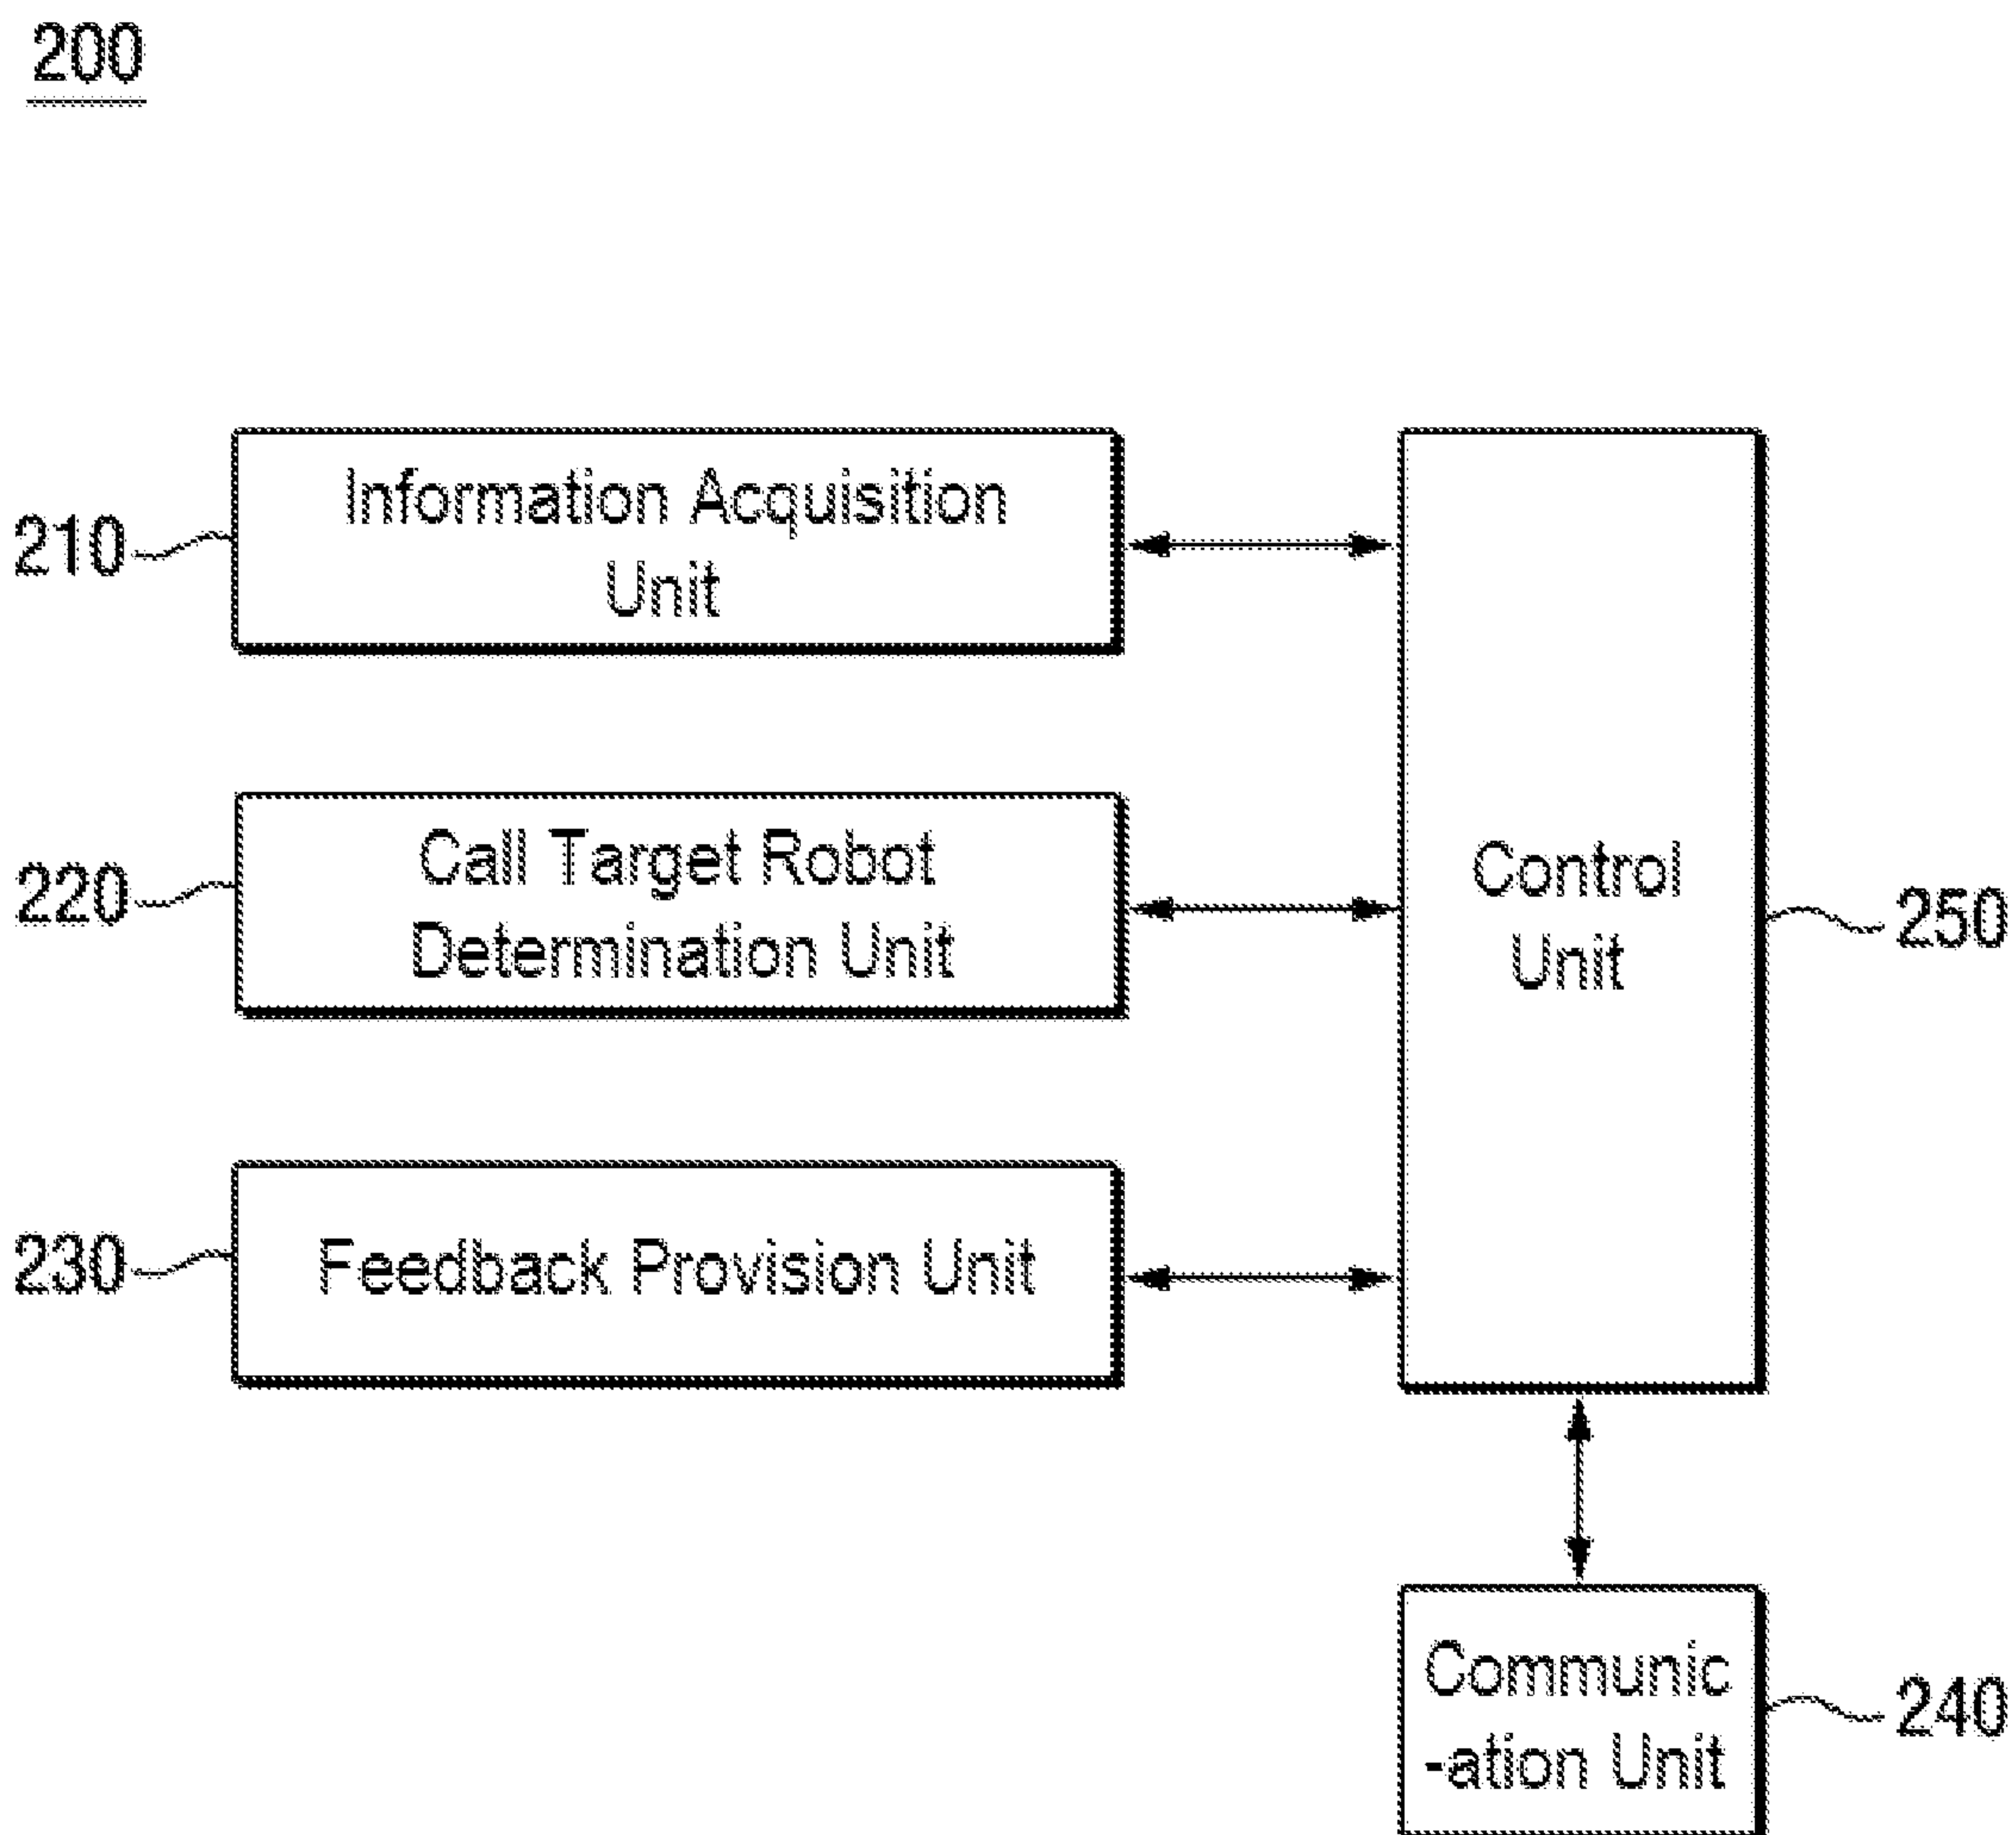 200
210
Information Acquisition
Unit
220
Call Target Robot
Determination Unit
230
Feedback Provision Unit
Control
Unit
250
Communic
-ation Unit
240